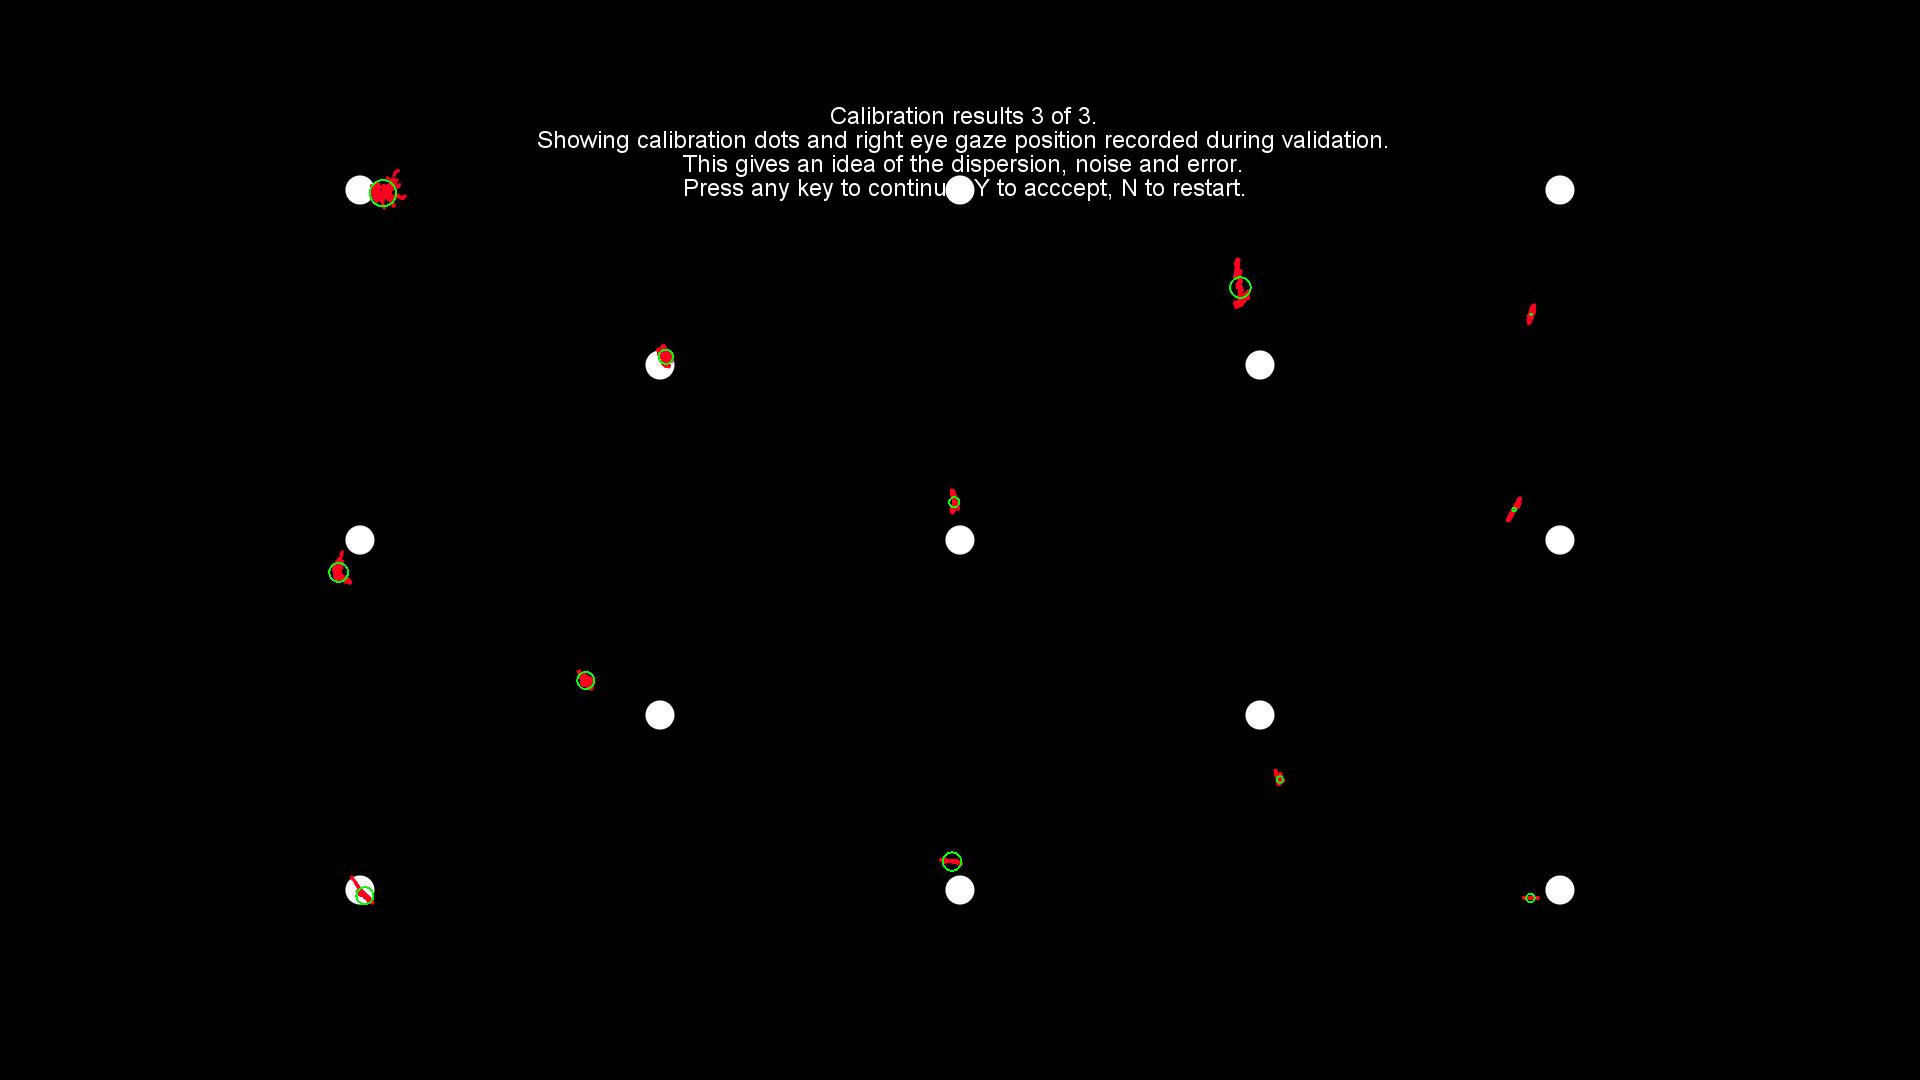 Calibration results 3 of 3.
Showing calibration dots and right eye gaze position recorded during validation.
This gives an idea of the dispersion, noise and error.
Press any key to continu Y to acccept, N to restart.